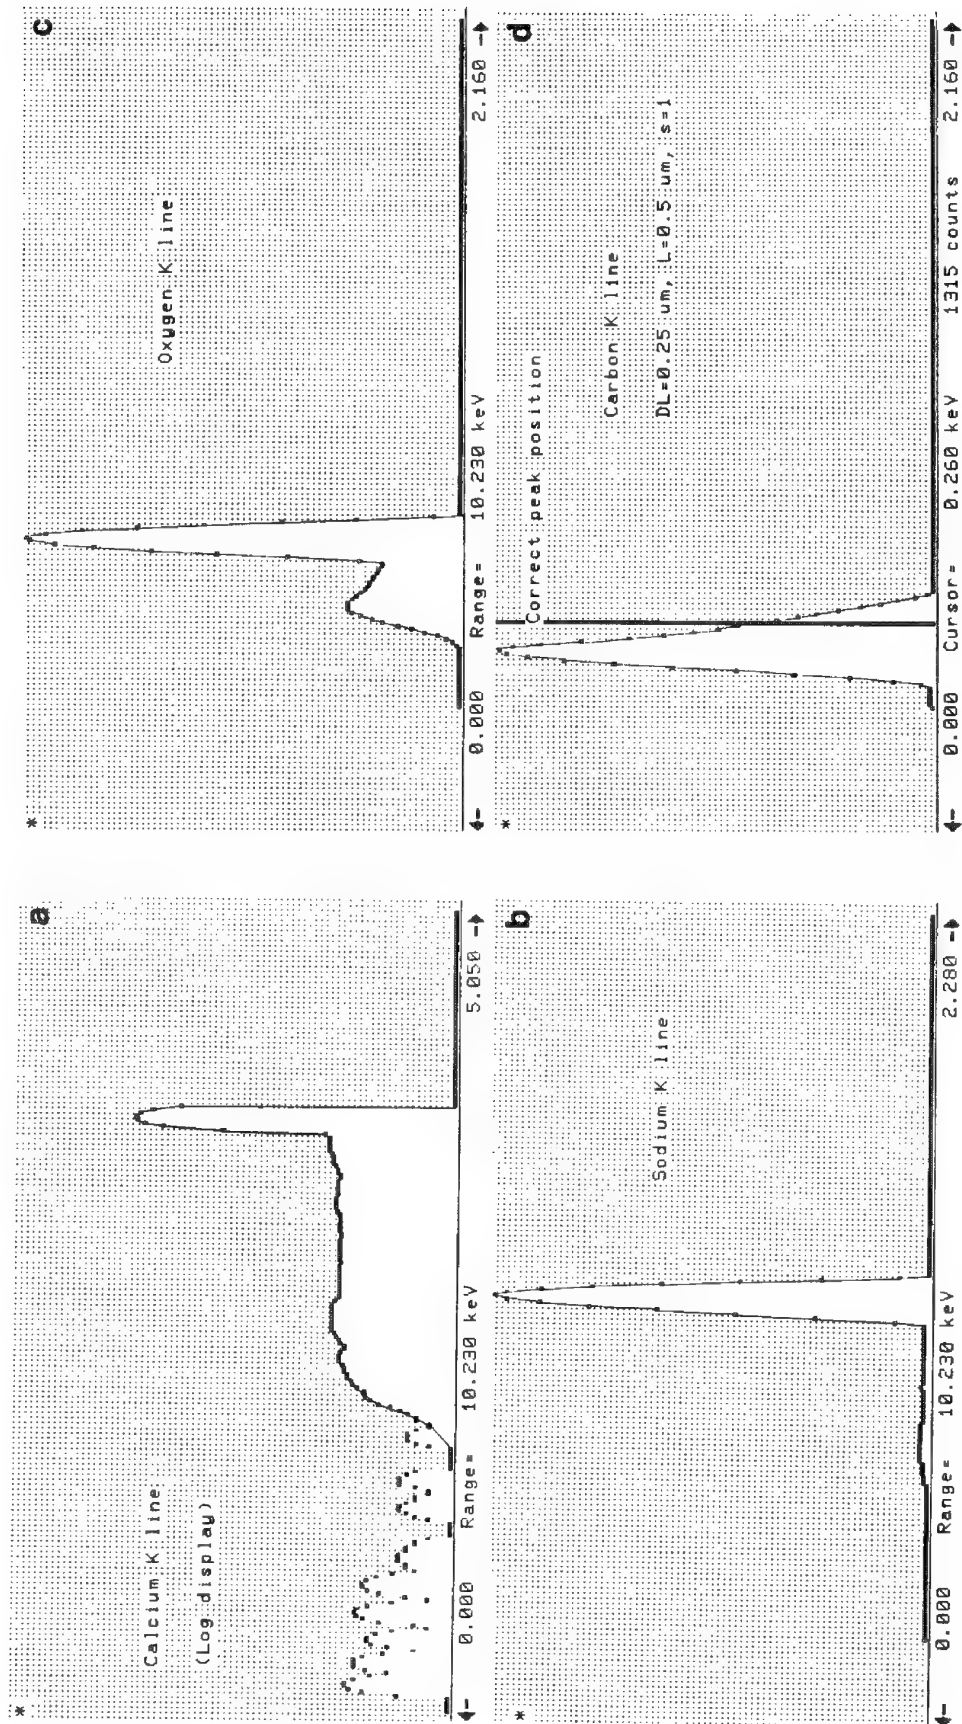 a
*
Calcium K line
(Log display)
0.000 Range= 10.230 keV 5.050
b
*
Sodium K line
0.000 Range= 10.230 keV 2.280
c
*
Oxygen K line
0.000 Range= 10.230 keV 2.160
d
*
Correct peak position
Carbon K line
DL=0.25 um, L=0.5 um, s=1
0.000 Cursor= 0.260 keV 1315 counts 2.160